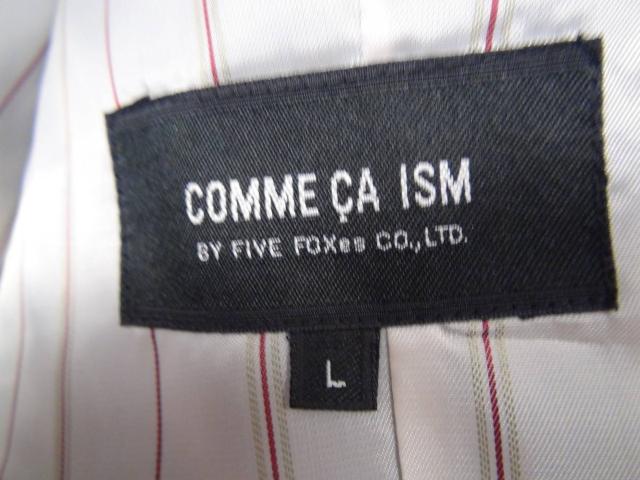 COMME ÇA ISM
BY FIVE FOXes CO.,LTD.
L